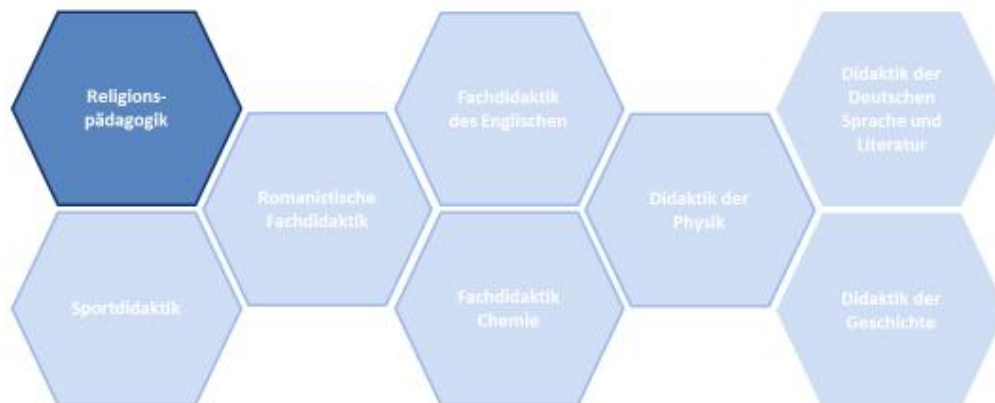 Religions-
pädagogik
Fachdidaktik
des Englischen
Didaktik der
Deutschen
Sprache und
Literatur
Romanistische
Fachdidaktik
Didaktik der
Physik
Sportdidaktik
Fachdidaktik
Chemie
Didaktik der
Geschichte